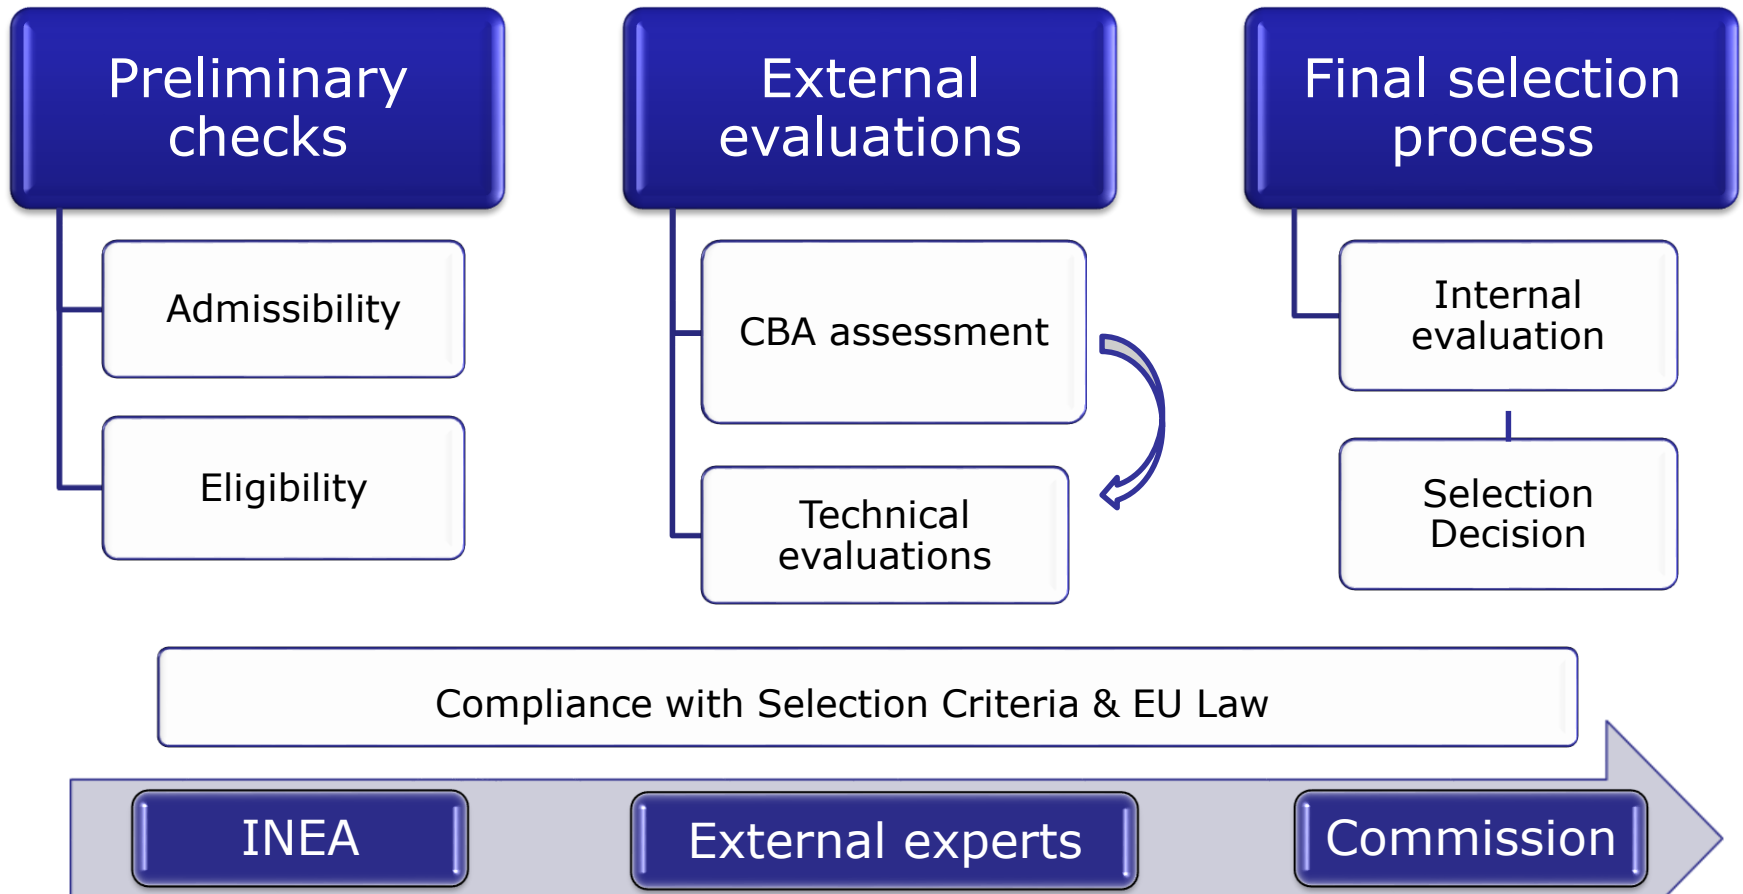 Preliminary
checks
External
evaluations
Final selection
process
Admissibility
Eligibility
CBA assessment
Technical
evaluations
Internal
evaluation
Selection
Decision
Compliance with Selection Criteria & EU Law
INEA
External experts
Commission